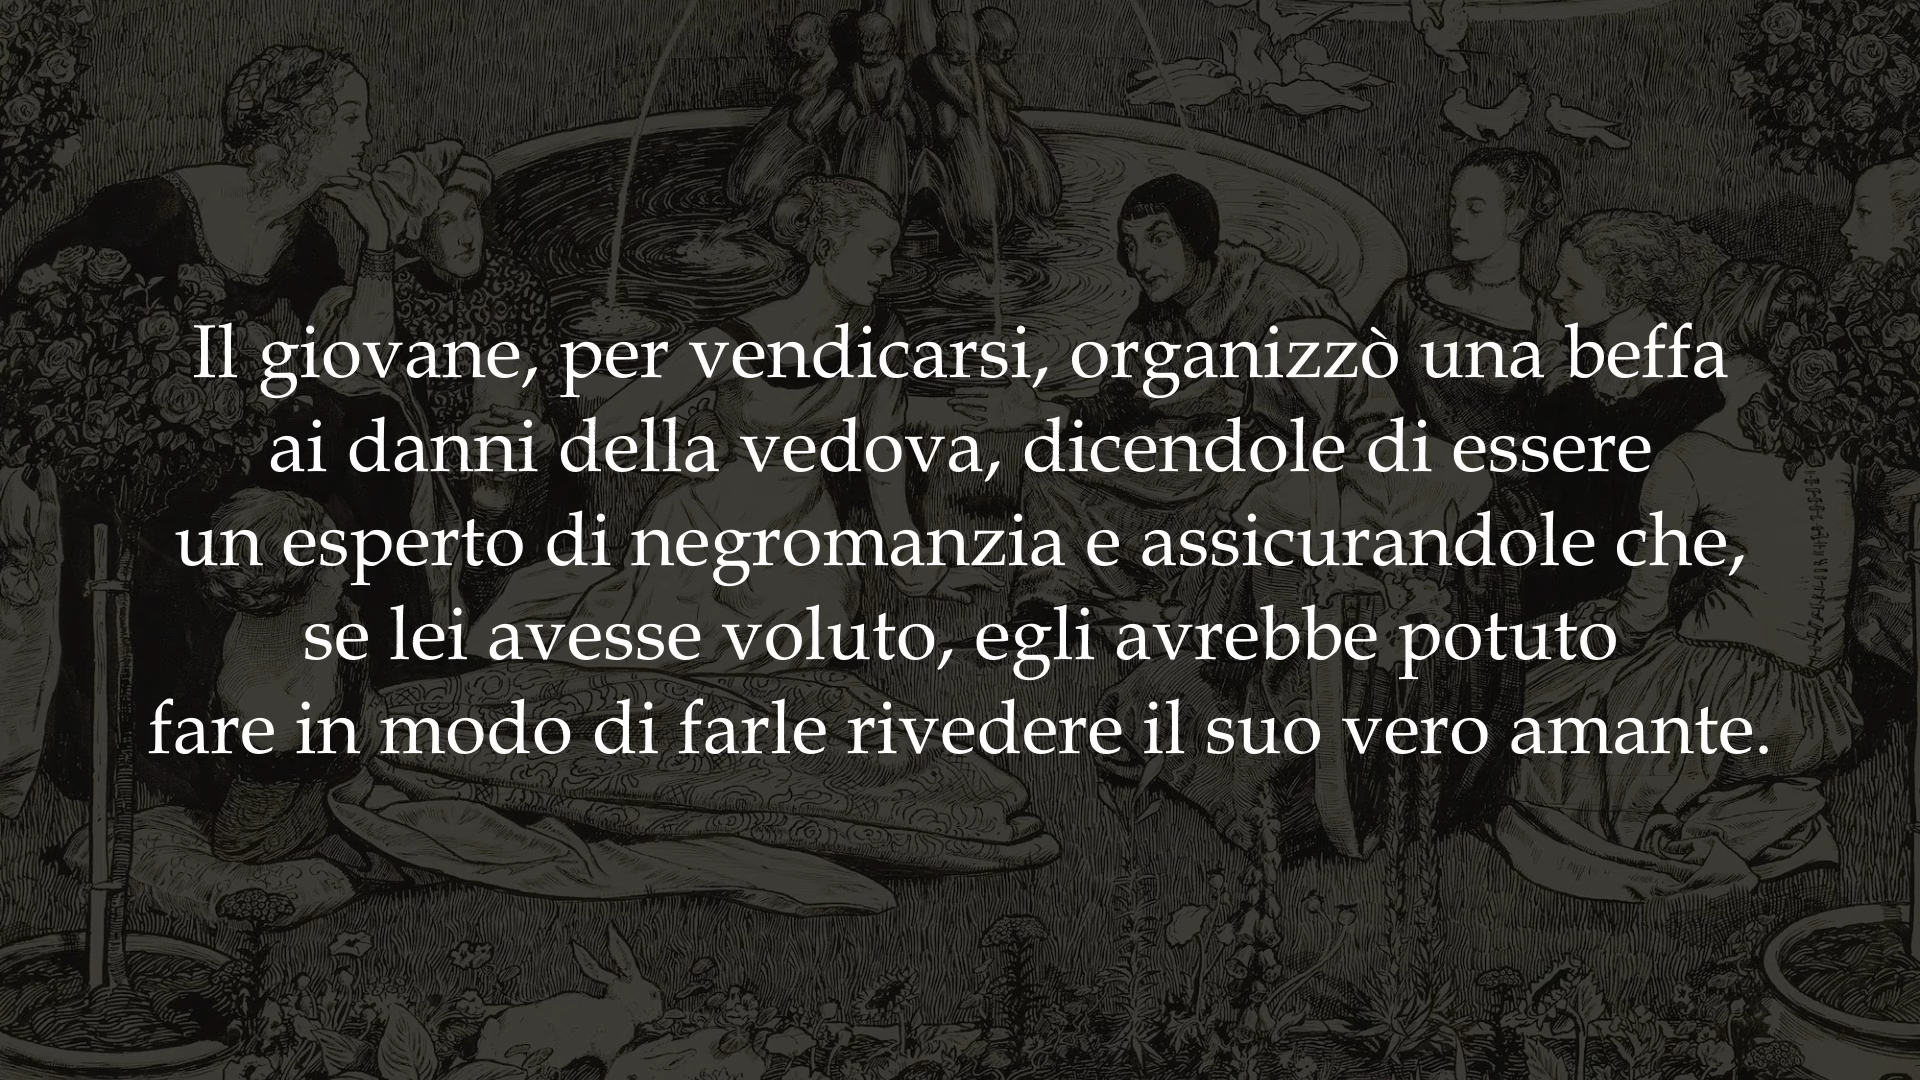 Il giovane, per vendicarsi, organizzò una beffa
ai danni della vedova, dicendole di essere
un esperto di negromanzia e assicurandole che,
se lei avesse voluto, egli avrebbe potuto
fare in modo di farle rivedere il suo vero amante.